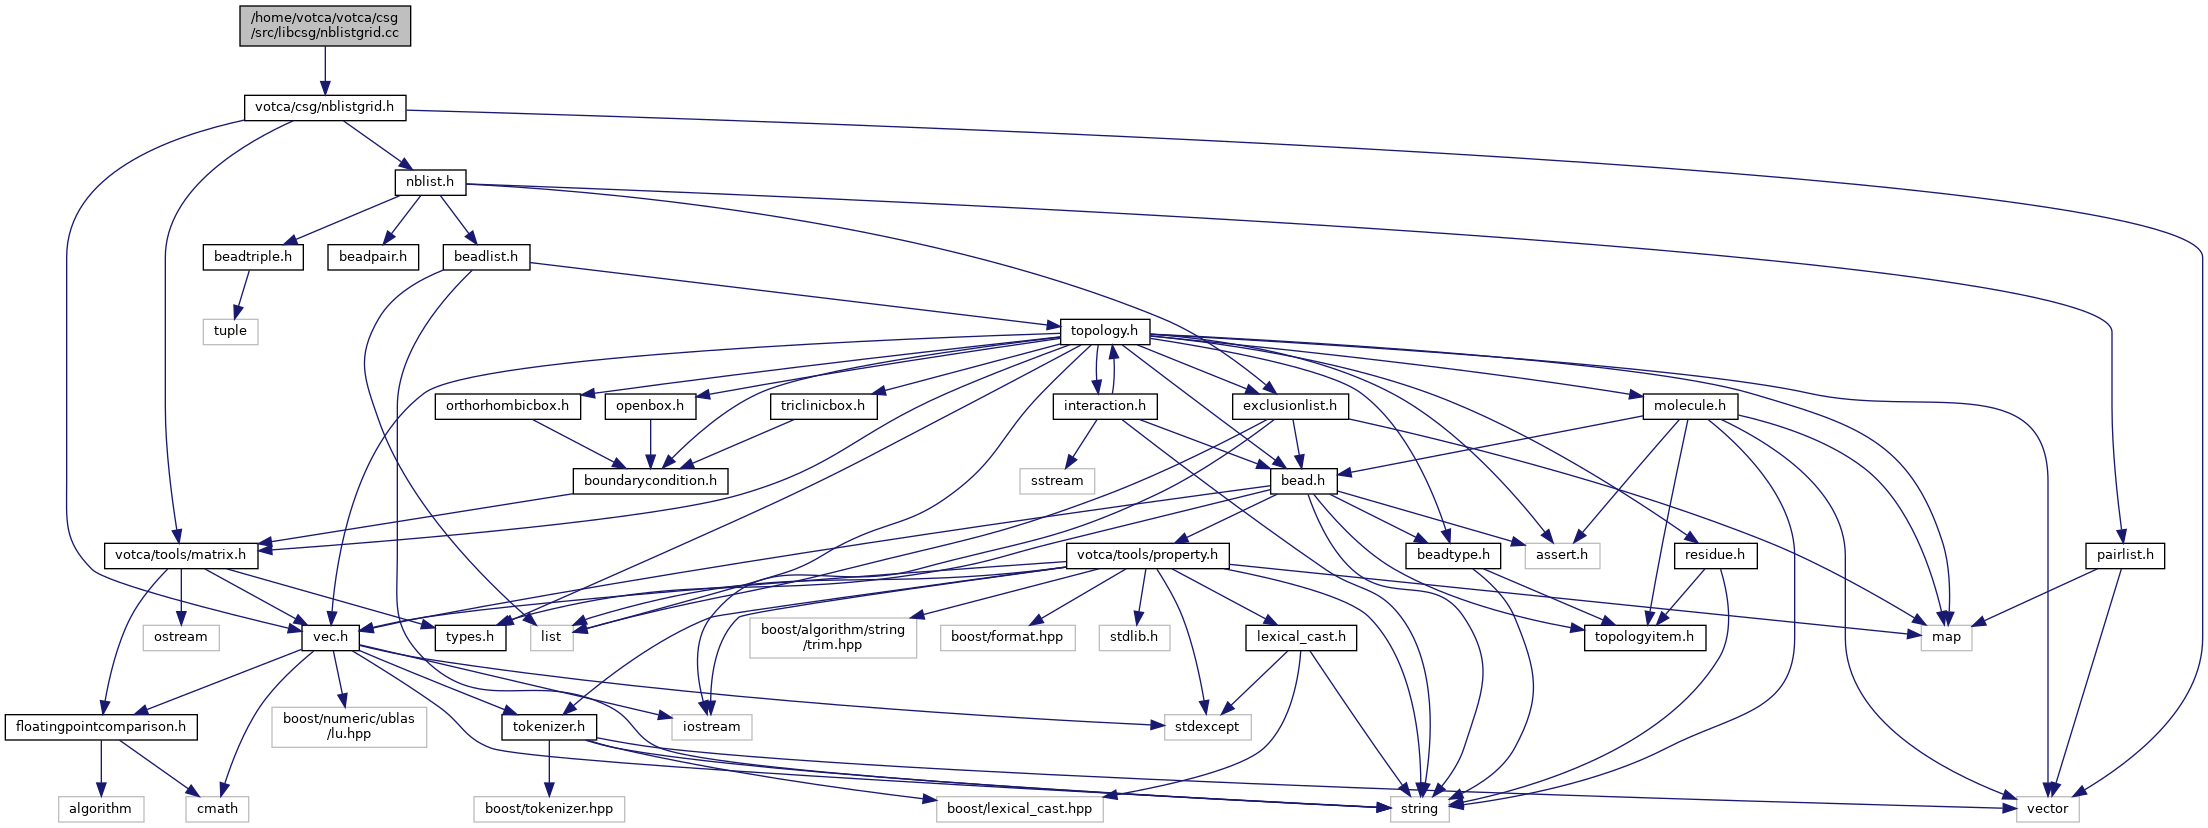 /home/votca/votca/csg
/src/libcsg/nblistgrid.cc
votca/csg/nblistgrid.h
nblist.h
beadtriple.h
beadpair.h
beadlist.h
tuple
topology.h
orthorhombicbox.h
openbox.h
triclinicbox.h
interaction.h
exclusionlist.h
molecule.h
boundarycondition.h
sstream
bead.h
votca/tools/matrix.h
votca/tools/property.h
beadtype.h
assert.h
residue.h
pairlist.h
ostream
vec.h
types.h
list
boost/algorithm/string
/trim.hpp
boost/format.hpp
stdlib.h
lexical_cast.h
topologyitem.h
map
floatingpointcomparison.h
boost/numeric/ublas
/lu.hpp
tokenizer.h
iostream
stdexcept
algorithm
cmath
boost/tokenizer.hpp
boost/lexical_cast.hpp
string
vector